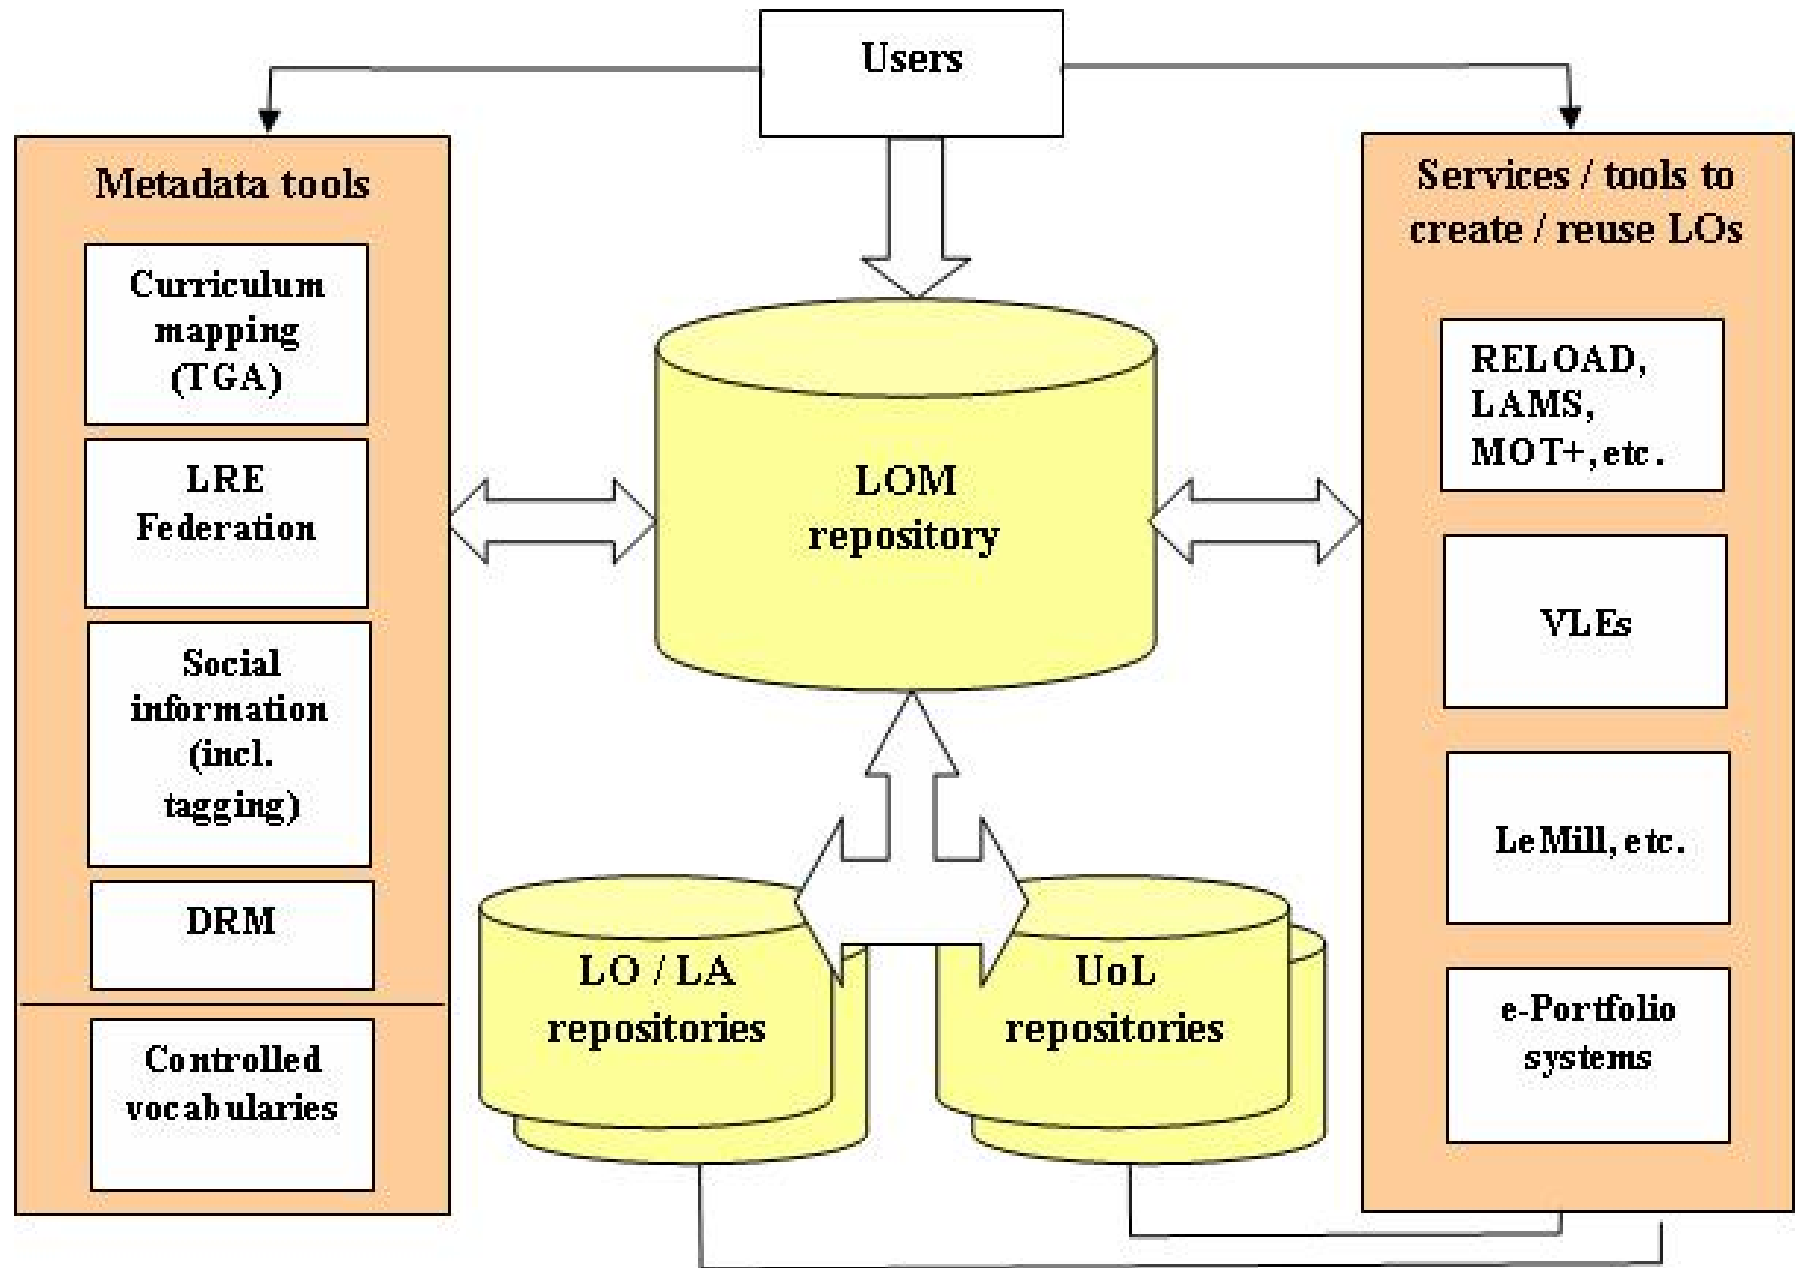 Users
Metadata tools
Curriculum
mapping
(TGA)
LRE
Federation
Social
information
(incl.
tagging)
DRM
Controlled
vocabularies
LOM
repository
LO / LA
repositories
UoL
repositories
Services / tools to
create / reuse LOs
RELOAD,
LAMS,
MOT+, etc.
VLEs
LeMill, etc.
e-Portfolio
systems